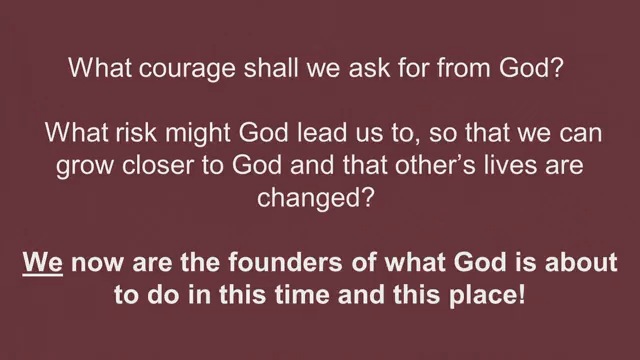 What courage shall we ask for from God?
What risk might God lead us to, so that we can
grow closer to God and that other's lives are
changed?
We now are the founders of what God is about
to do in this time and this place!